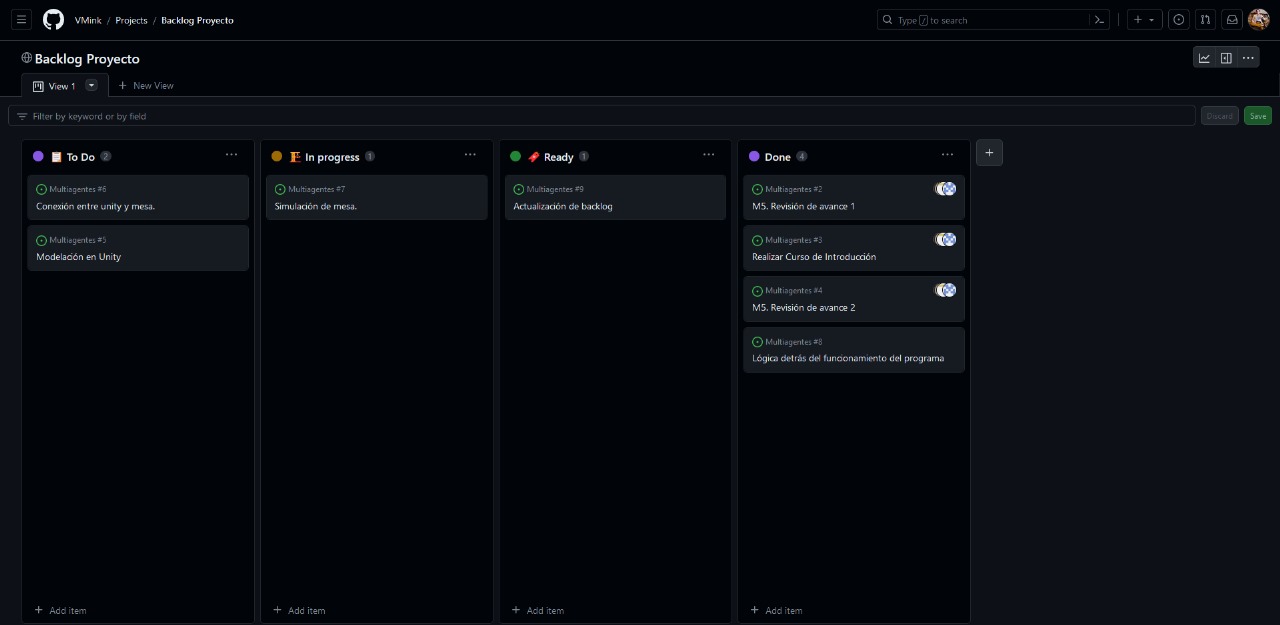 VMink / Projects / Backlog Proyecto
Type / to search
Backlog Proyecto
View 1
New View
Filter by keyword or by field
Discard
Save
To Do 2
Multiagentes #6
Conexión entre unity y mesa.
Multiagentes #5
Modelación en Unity
Add item
In progress 1
Multiagentes #7
Simulación de mesa.
Add item
Ready 1
Multiagentes #9
Actualización de backlog
Add item
Done 4
Multiagentes #2
M5. Revisión de avance 1
Multiagentes #3
Realizar Curso de Introducción
Multiagentes #4
M5. Revisión de avance 2
Multiagentes #8
Lógica detrás del funcionamiento del programa
Add item